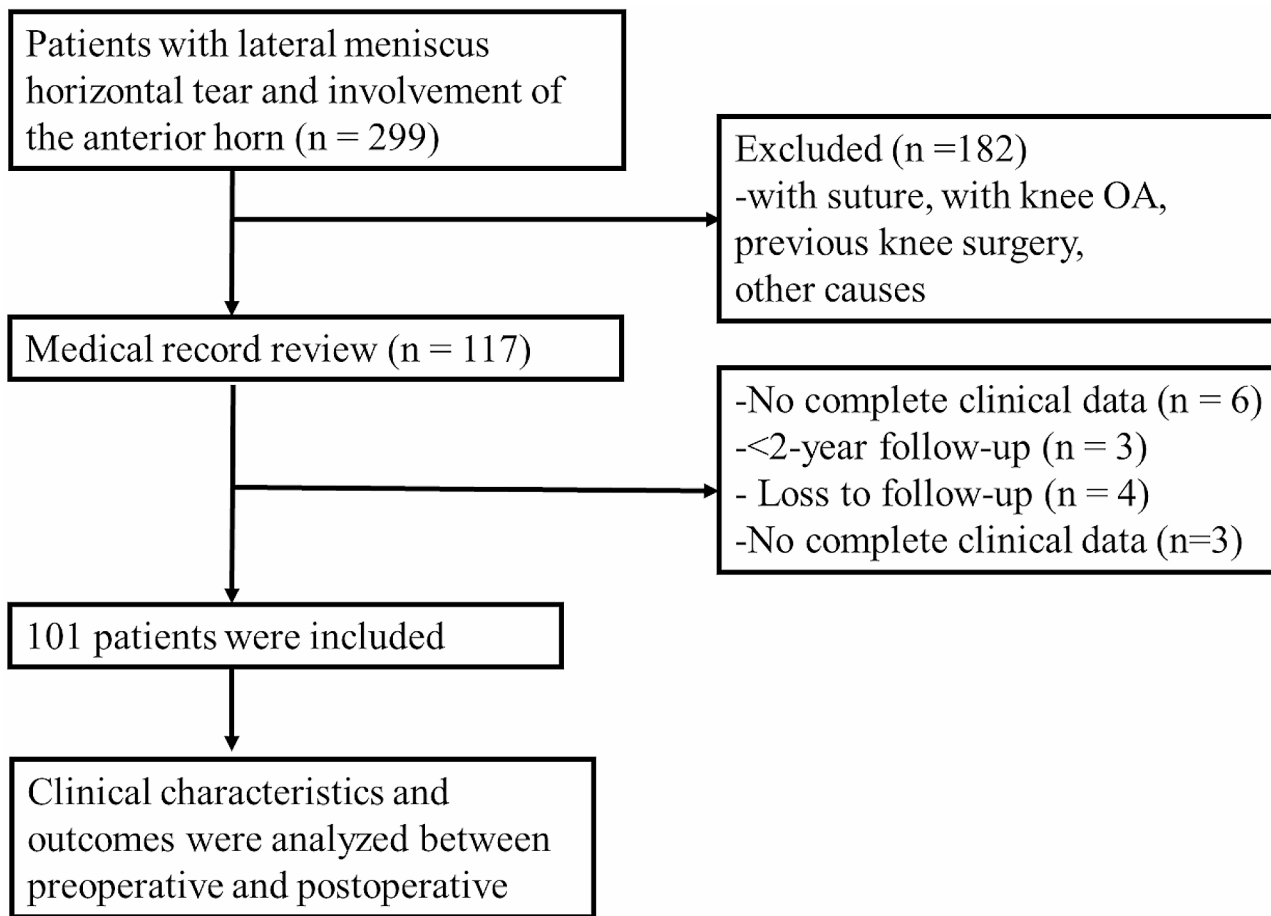 Patients with lateral meniscus
horizontal tear and involvement of
the anterior horn (n = 299)
Excluded (n =182)
-with suture, with knee OA,
previous knee surgery,
other causes
Medical record review (n = 117)
-No complete clinical data (n = 6)
-<2-year follow-up (n = 3)
- Loss to follow-up (n = 4)
-No complete clinical data (n=3)
101 patients were included
Clinical characteristics and
outcomes were analyzed between
preoperative and postoperative